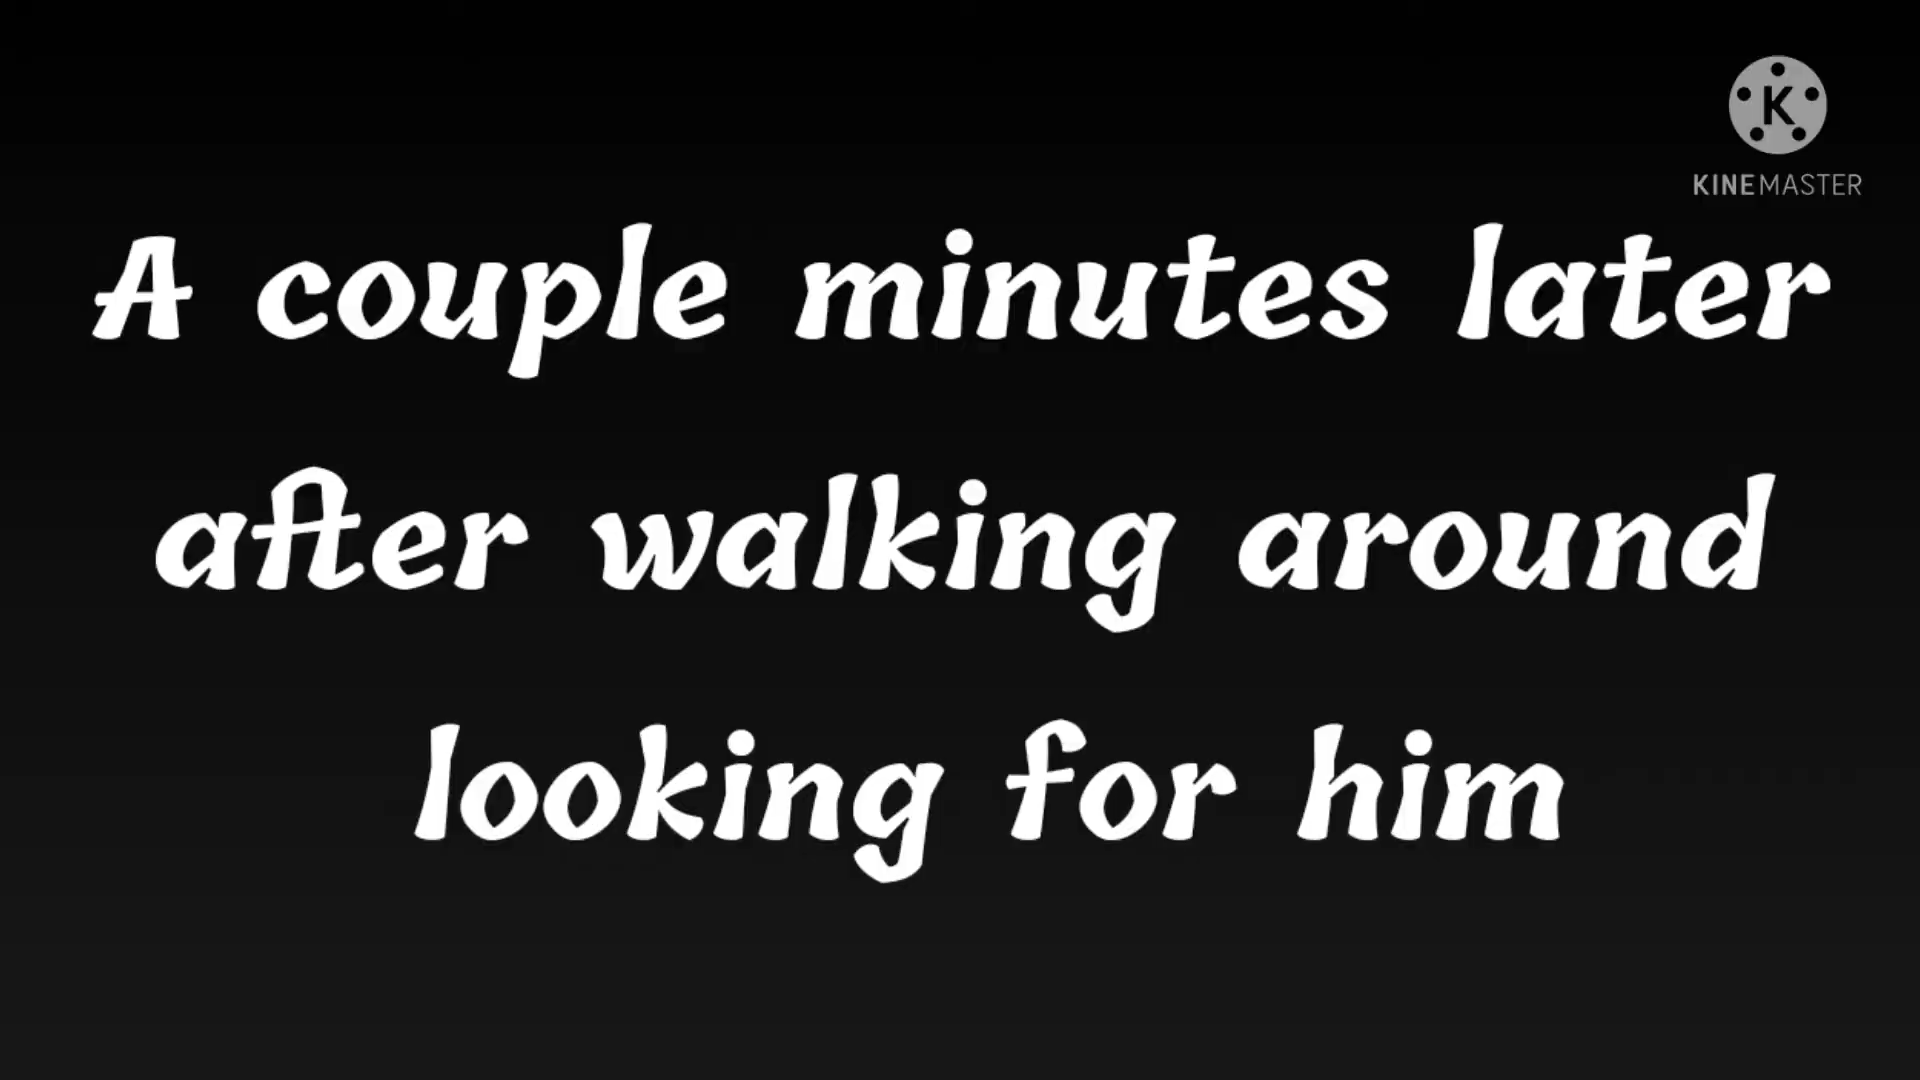 K
KINEMASTER
A couple minutes later
after walking around
looking for him